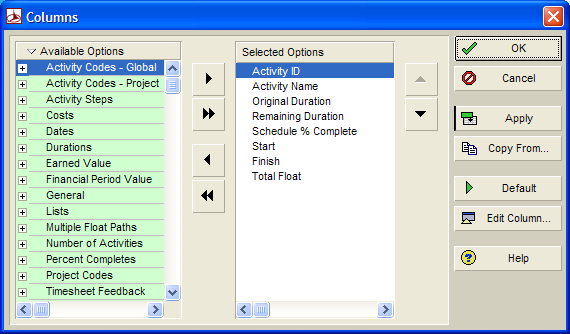 Columns
Available Options
Activity Codes - Global
Activity Codes - Project
Activity Steps
Costs
Dates
Durations
Earned Value
Financial Period Value
General
Lists
Multiple Float Paths
Number of Activities
Percent Completes
Project Codes
Timesheet Feedback
Selected Options
Activity ID
Activity Name
Original Duration
Remaining Duration
Schedule % Complete
Start
Finish
Total Float
OK
Cancel
Apply
Copy From...
Default
Edit Column...
Help